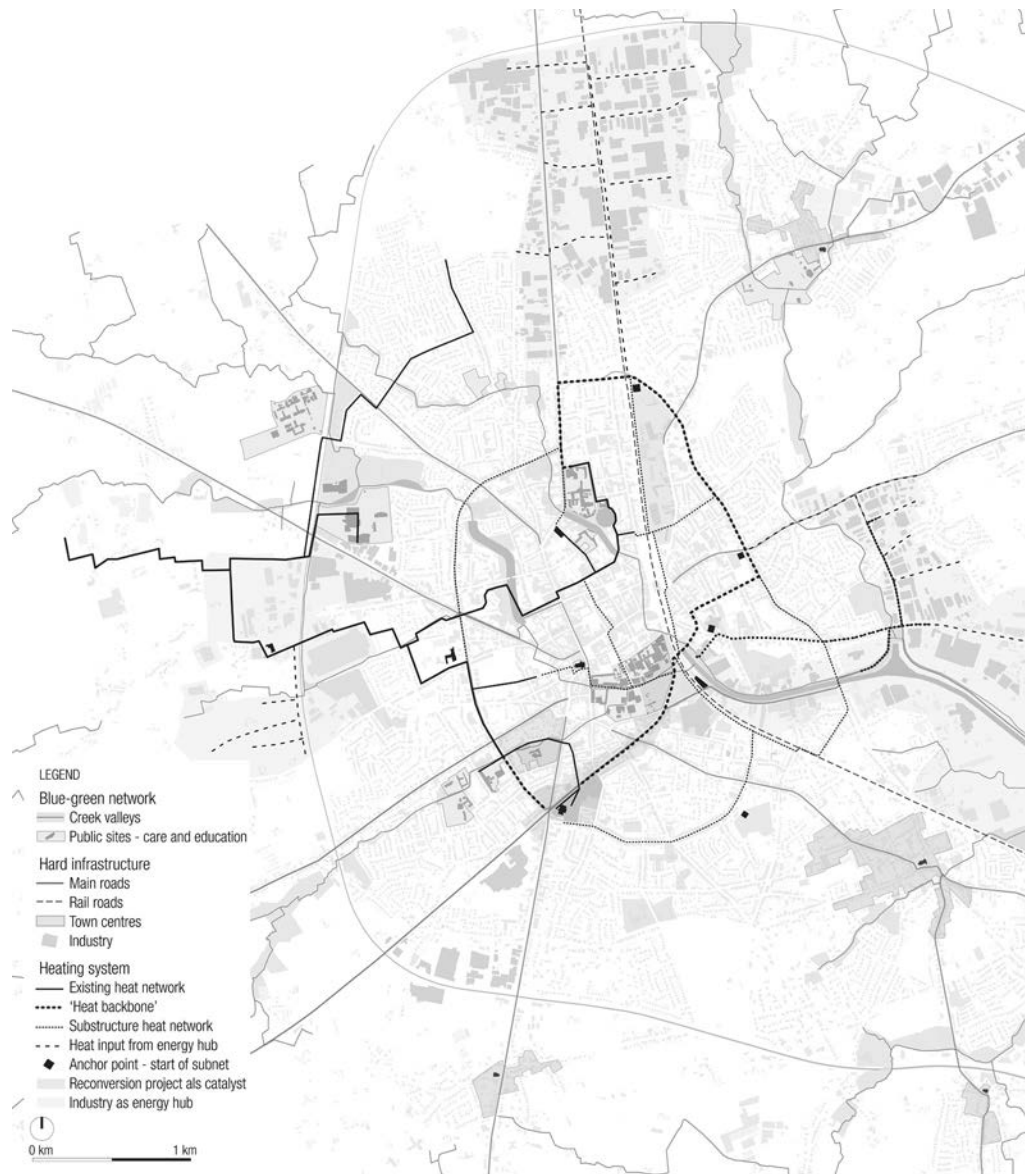 LEGEND
Blue-green network
Creek valleys
Public sites - care and education
Hard infrastructure
Main roads
Rail roads
Town centres
Industry
Heating system
Existing heat network
'Heat backbone'
Substructure heat network
Heat input from energy hub
Anchor point - start of subnet
Reconversion project als catalyst
Industry as energy hub
0 km 1 km